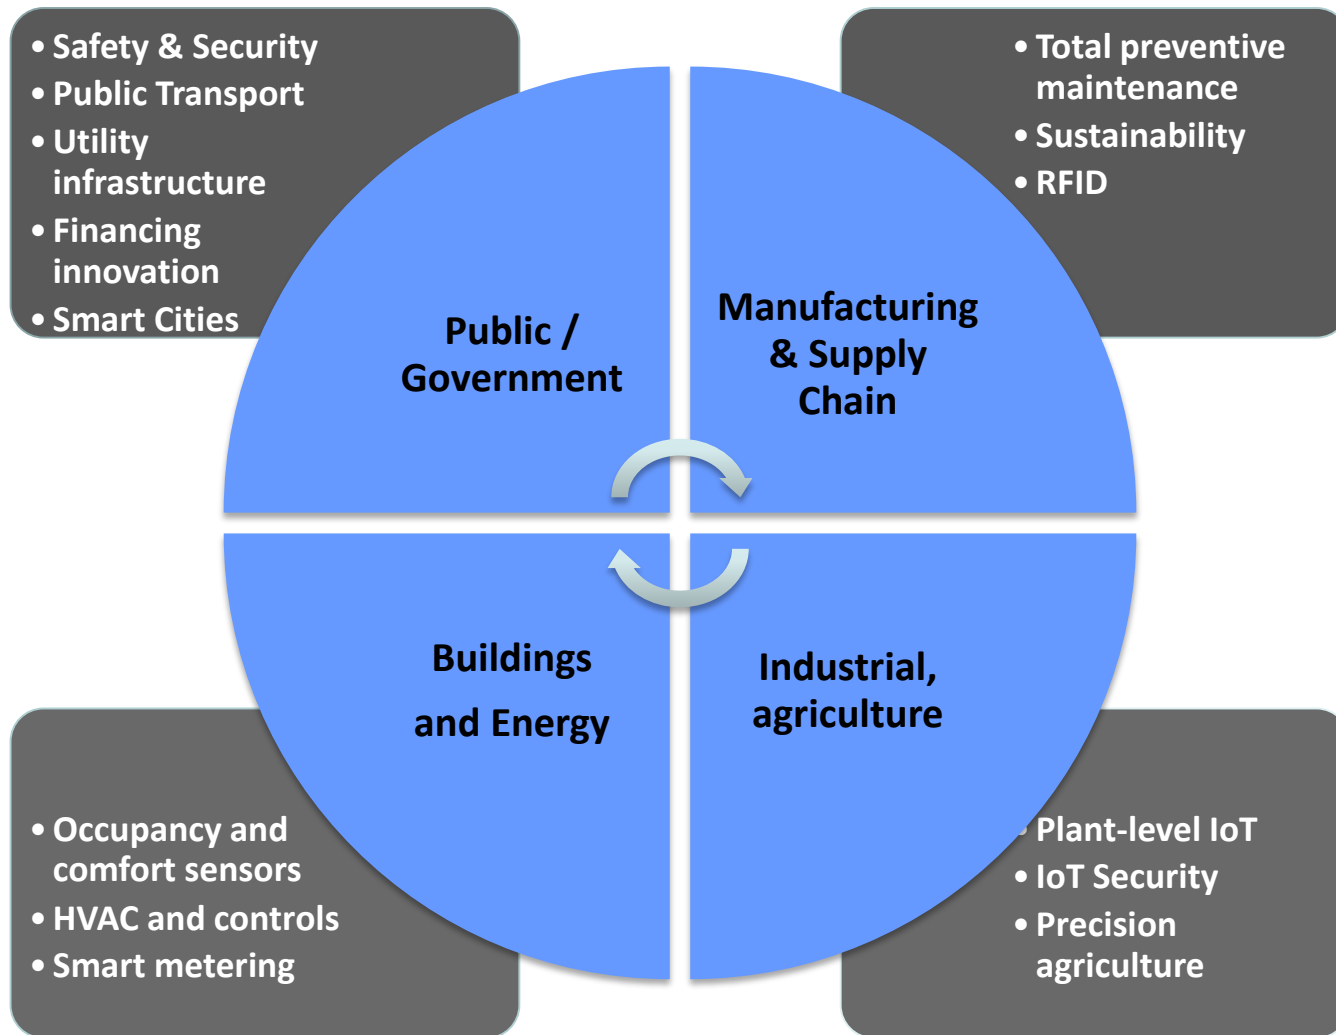 • Safety & Security
• Public Transport
• Utility
infrastructure
• Financing
innovation
• Smart Cities
• Total preventive
maintenance
• Sustainability
• RFID
Public /
Government
Manufacturing
& Supply
Chain
Buildings
and Energy
Industrial,
agriculture
• Occupancy and
comfort sensors
• HVAC and controls
• Smart metering
• Plant-level IoT
• IoT Security
• Precision
agriculture